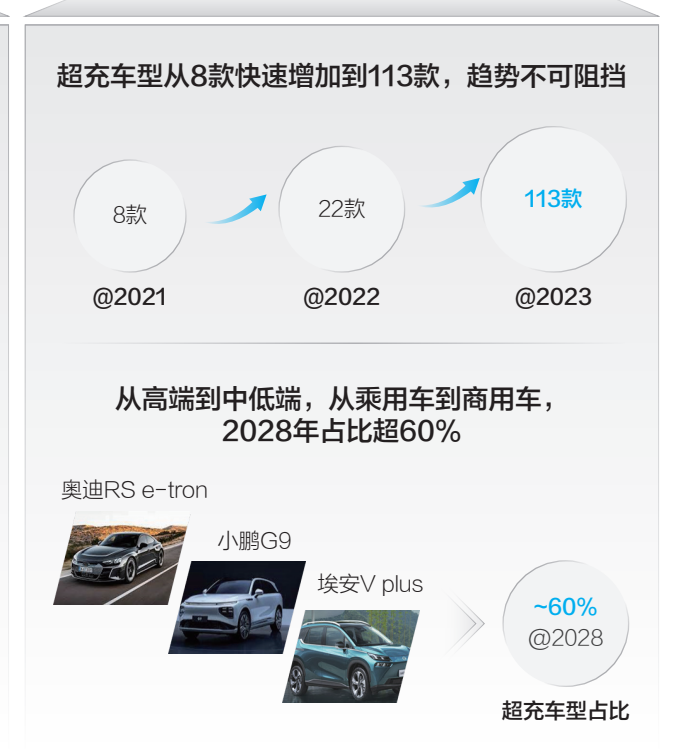 超充车型从8款快速增加到113款，趋势不可阻挡
8款
22款
113款
@2021
@2022
@2023
从高端到中低端，从乘用车到商用车，
2028年占比超60%
奥迪RS e-tron
小鹏G9
埃安V plus
~60%
@2028
超充车型占比